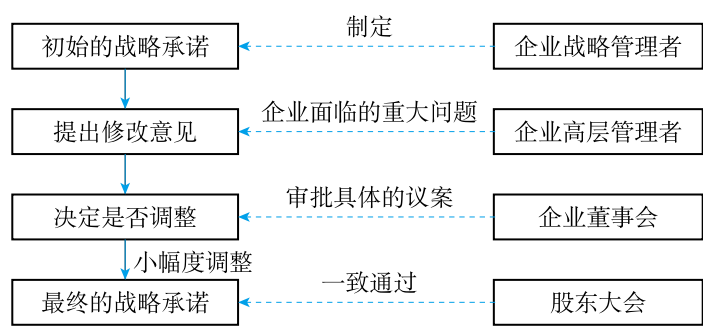 初始的战略承诺
制定
企业战略管理者
提出修改意见
企业面临的重大问题
企业高层管理者
决定是否调整
审批具体的议案
企业董事会
小幅度调整
最终的战略承诺
一致通过
股东大会